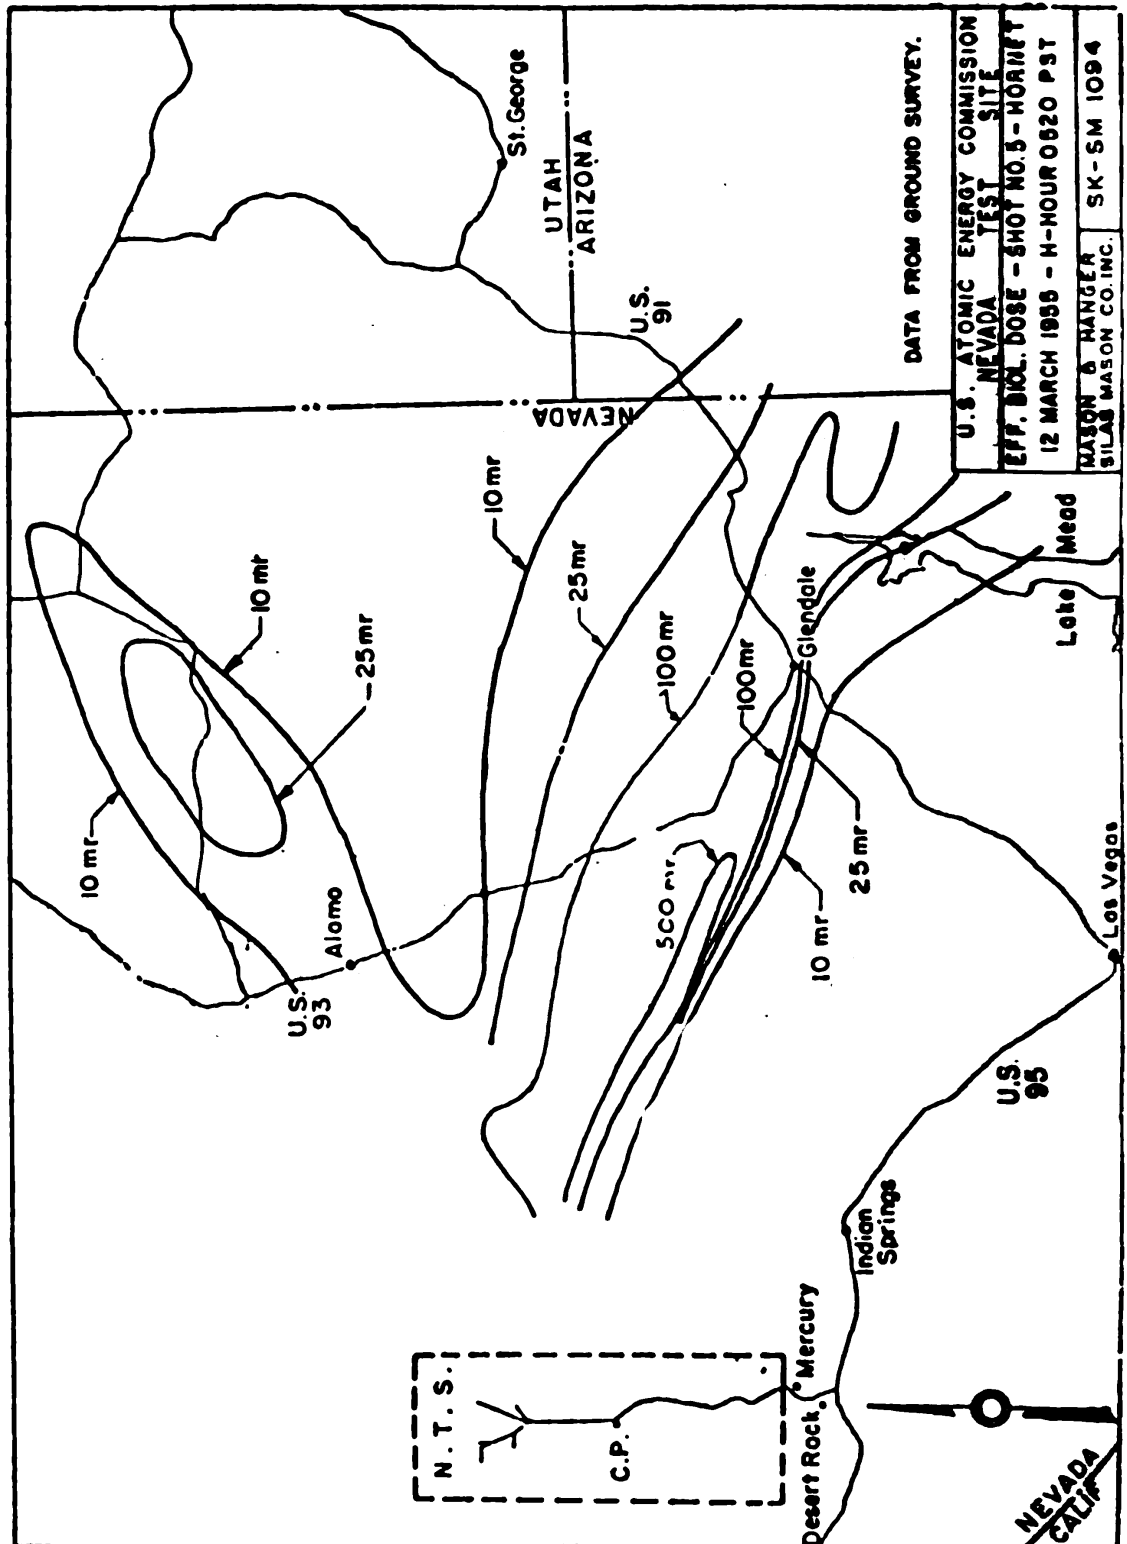 10 mr
10 mr
25 mr
Alamo
U.S.
93
10 mr
25 mr
100 mr
100 mr
500 mr
25 mr
10 mr
Glendale
Lake Mead
Las Vegas
U.S.
95
Indian
Springs
Mercury
Desert Rock
N. T. S.
C.P.
NEVADA
CALIF
St. George
UTAH
ARIZONA
NEVADA
U.S.
91
DATA FROM GROUND SURVEY.
U.S. ATOMIC ENERGY COMMISSION
NEVADA TEST SITE
EFF. BIOL. DOSE - SHOT NO. 5 - HORNET
12 MARCH 1955 - H-HOUR 0520 PST
MASON & HANGER
SILAS MASON CO. INC.
SK-SM 1094